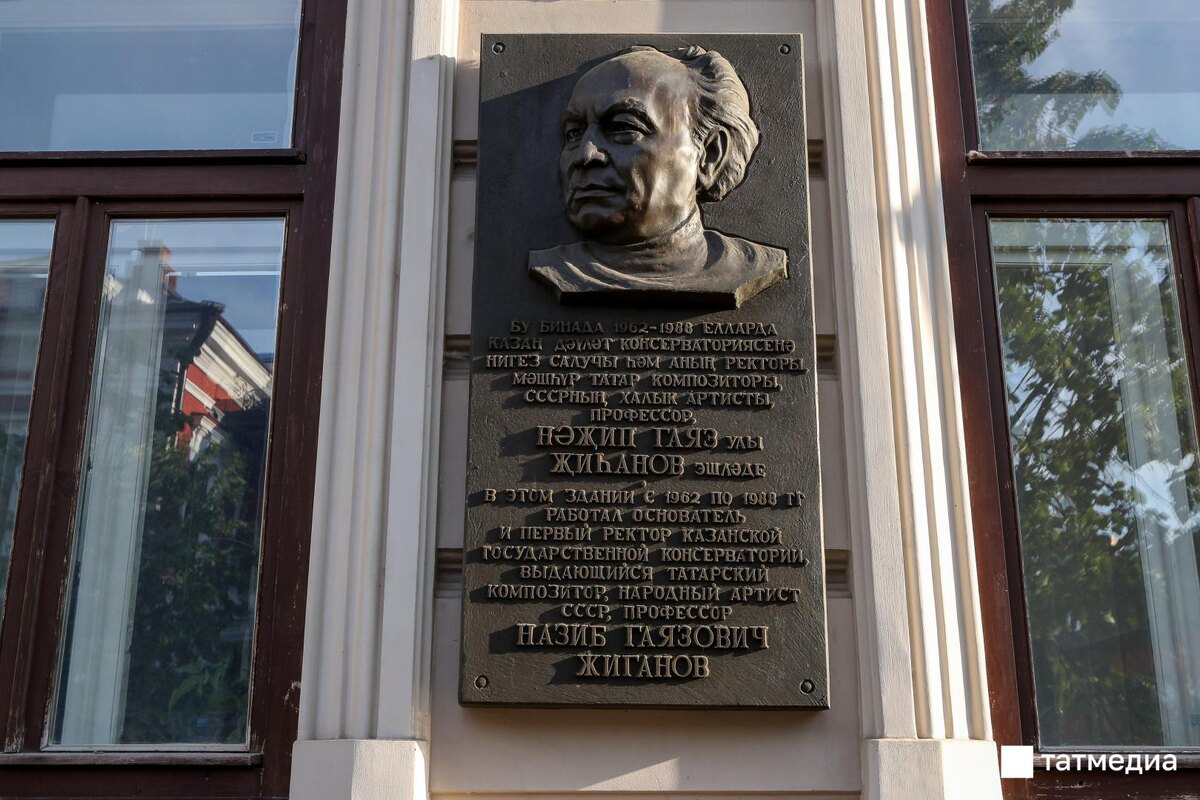 БУ БИНАДА 1962-1988 ЕЛЛАРДА
КАЗАН ДӘҮЛӘТ КОНСЕРВАТОРИЯСЕНӘ
НИГЕЗ САЛУЧЫ ҺӘМ АНЫҢ РЕКТОРЫ,
МӘШҺҮР ТАТАР КОМПОЗИТОРЫ,
СССРНЫҢ ХАЛЫК АРТИСТЫ,
ПРОФЕССОР,
НӘҖИП ГАЯЗ УЛЫ
ҖИҺАНОВ ЭШЛӘДЕ
В ЭТОМ ЗДАНИИ С 1962 ПО 1988 ГГ
РАБОТАЛ ОСНОВАТЕЛЬ
И ПЕРВЫЙ РЕКТОР КАЗАНСКОЙ
ГОСУДАРСТВЕННОЙ КОНСЕРВАТОРИИ,
ВЫДАЮЩИЙСЯ ТАТАРСКИЙ
КОМПОЗИТОР, НАРОДНЫЙ АРТИСТ
СССР, ПРОФЕССОР
НАЗИБ ГАЯЗОВИЧ
ЖИГАНОВ
татмедиа